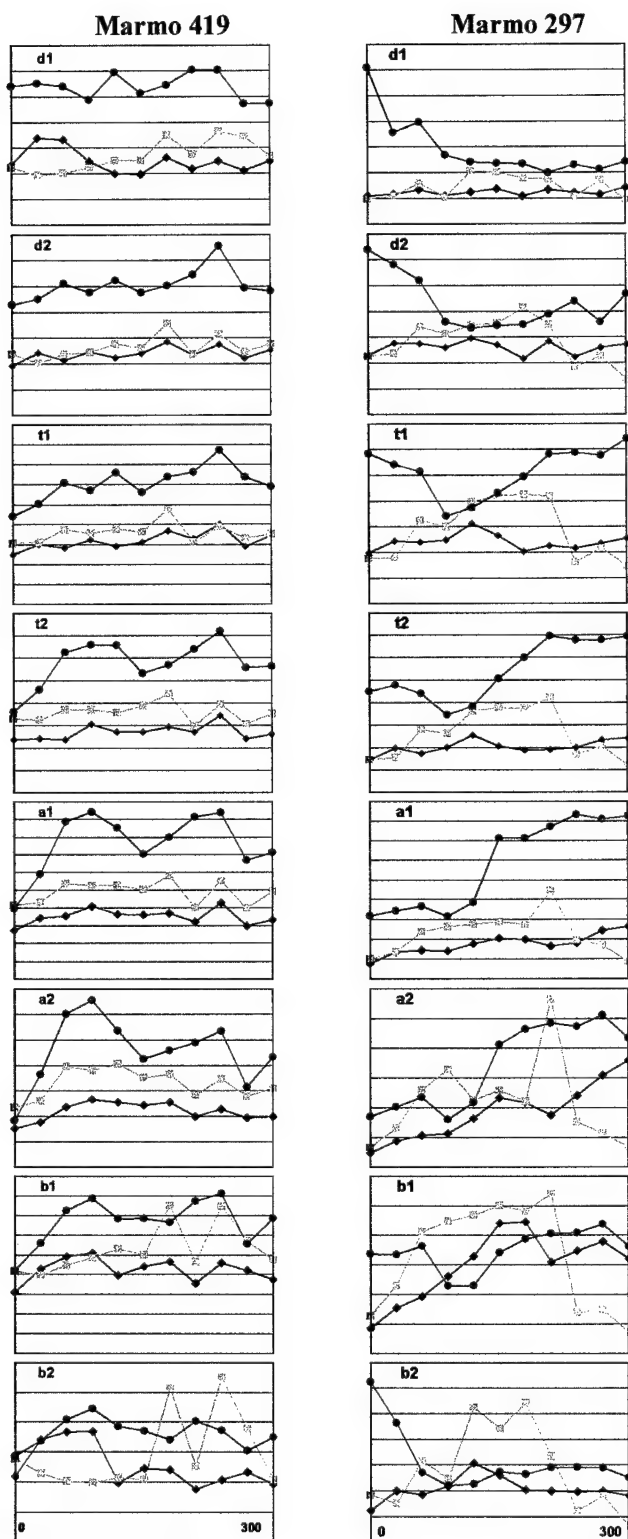 Marmo 419 Marmo 297
d1 d1
d2 d2
t1 t1
t2 t2
a1 a1
a2 a2
b1 b1
b2 b2
0 300 0 300